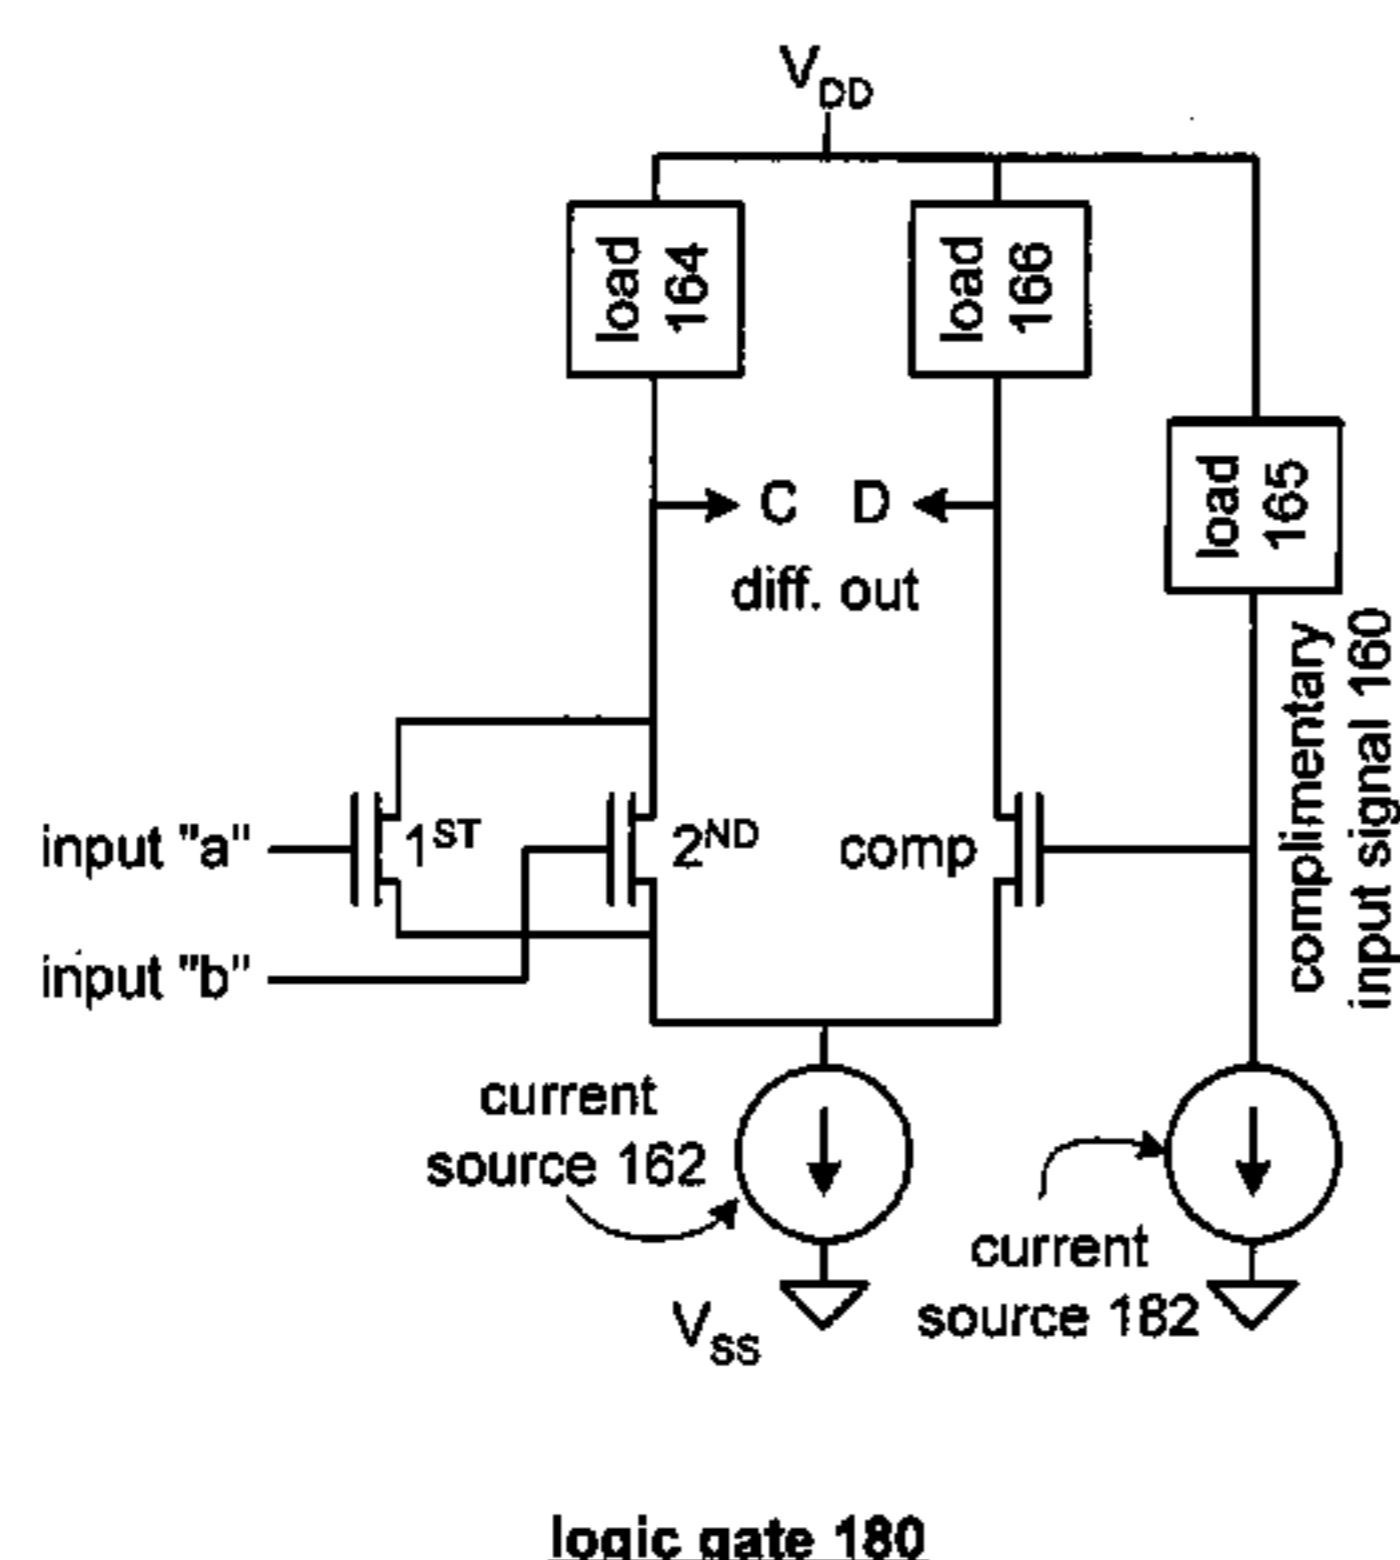 VDD
load
164
load
166
load
165
C D
diff. out
complimentary
input signal 160
input "a"
1ST
2ND
comp
input "b"
current
source 162
current
source 182
VSS
logic gate 180